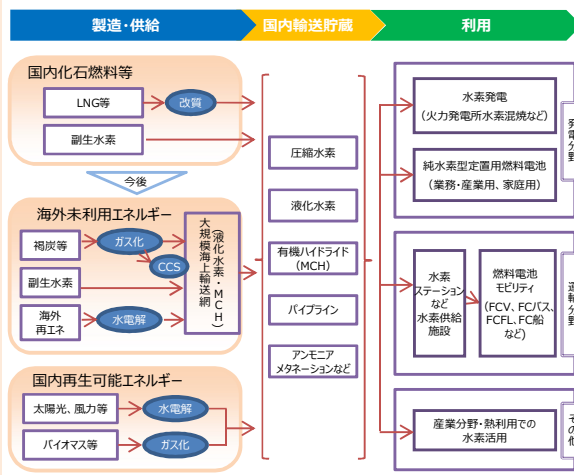 製造・供給
国内輸送貯蔵
利用
国内化石燃料等
LNG等
改質
副生水素
今後
海外未利用エネルギー
褐炭等
ガス化
CCS
副生水素
海外
再エネ
水電解
大規模海上輸送網
(液化水素・MCH)
国内再生可能エネルギー
太陽光、風力等
水電解
バイオマス等
ガス化
圧縮水素
液化水素
有機ハイドライド
(MCH)
パイプライン
アンモニア
メタネーションなど
水素発電
(火力発電所水素混焼など)
純水素型定置用燃料電池
(業務・産業用、家庭用)
発電分野
水素
ステーション
など
水素供給
施設
燃料電池
モビリティ
(FCV、FCバス、
FCFL、FC船
など)
運輸分野
産業分野・熱利用での
水素活用
その他